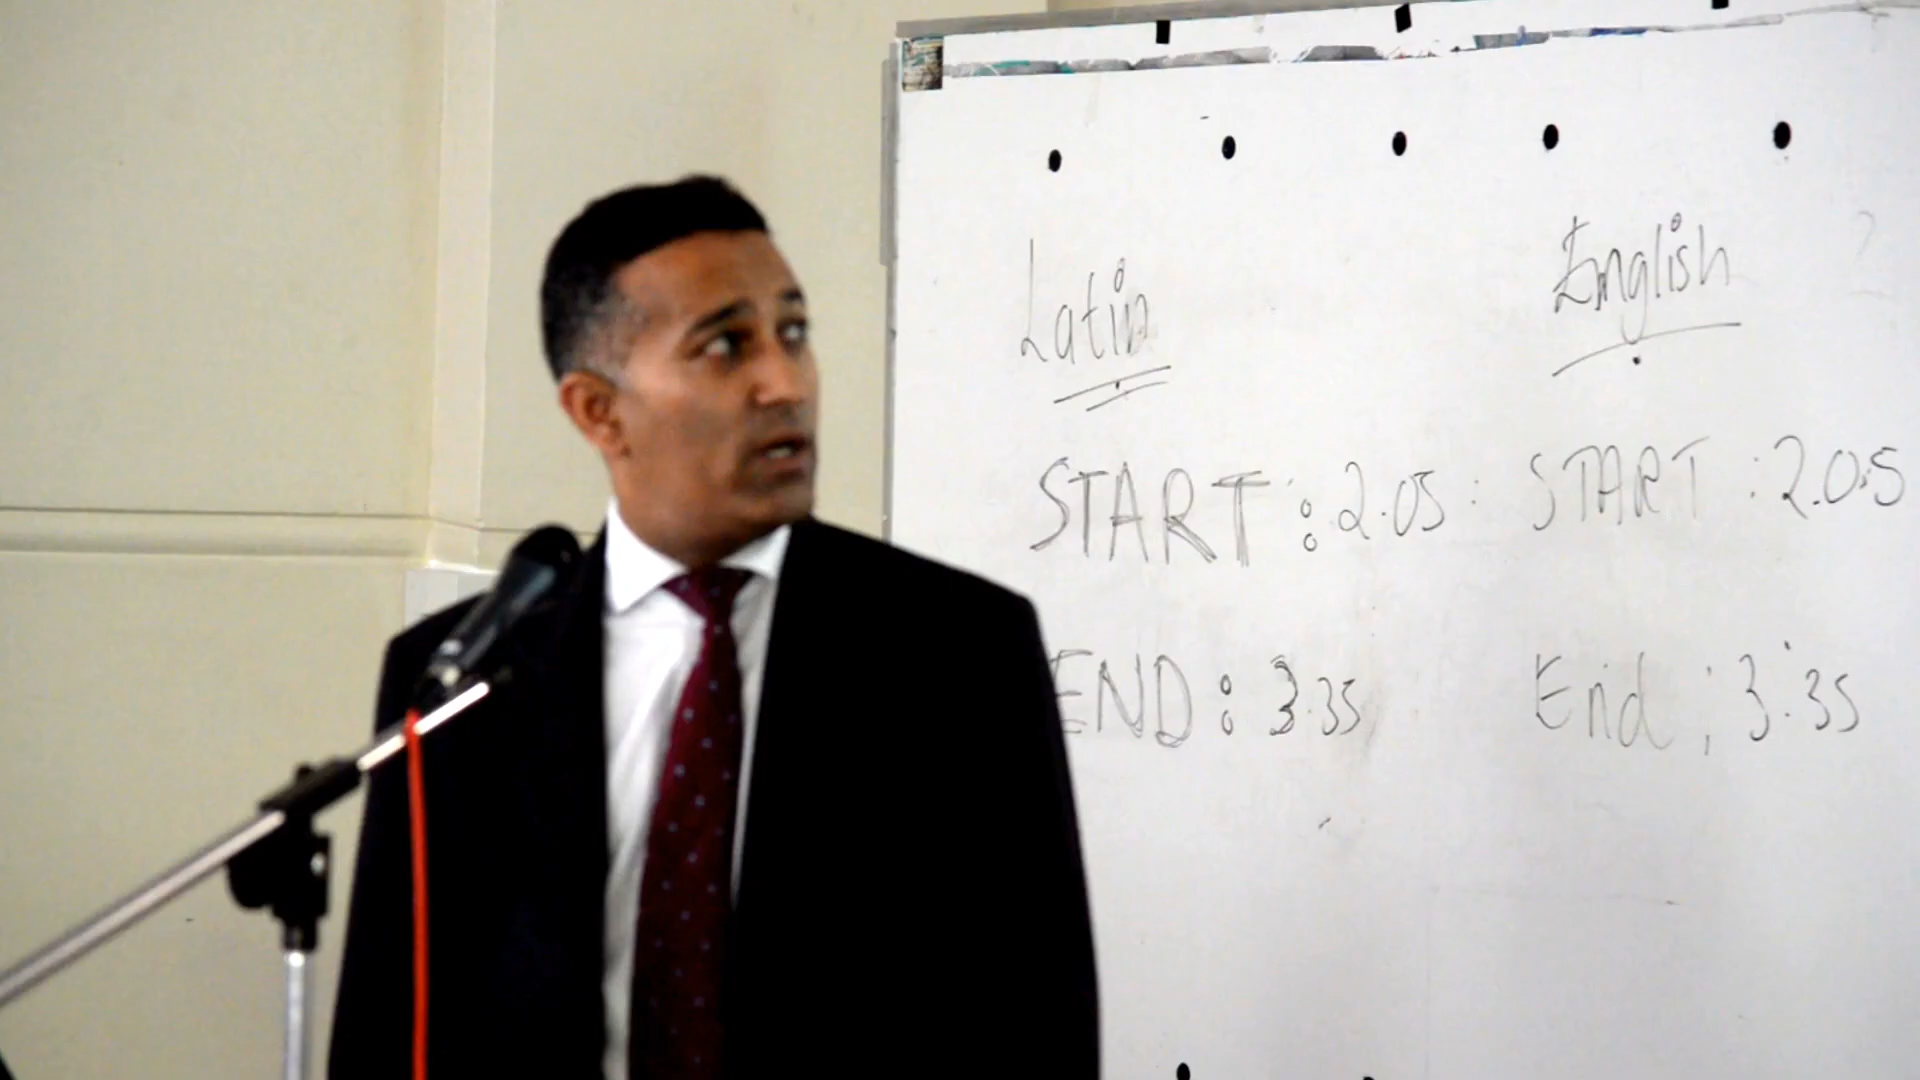 Latin
START : 2.05
END : 3.35
English
START : 2.05
End : 3.35